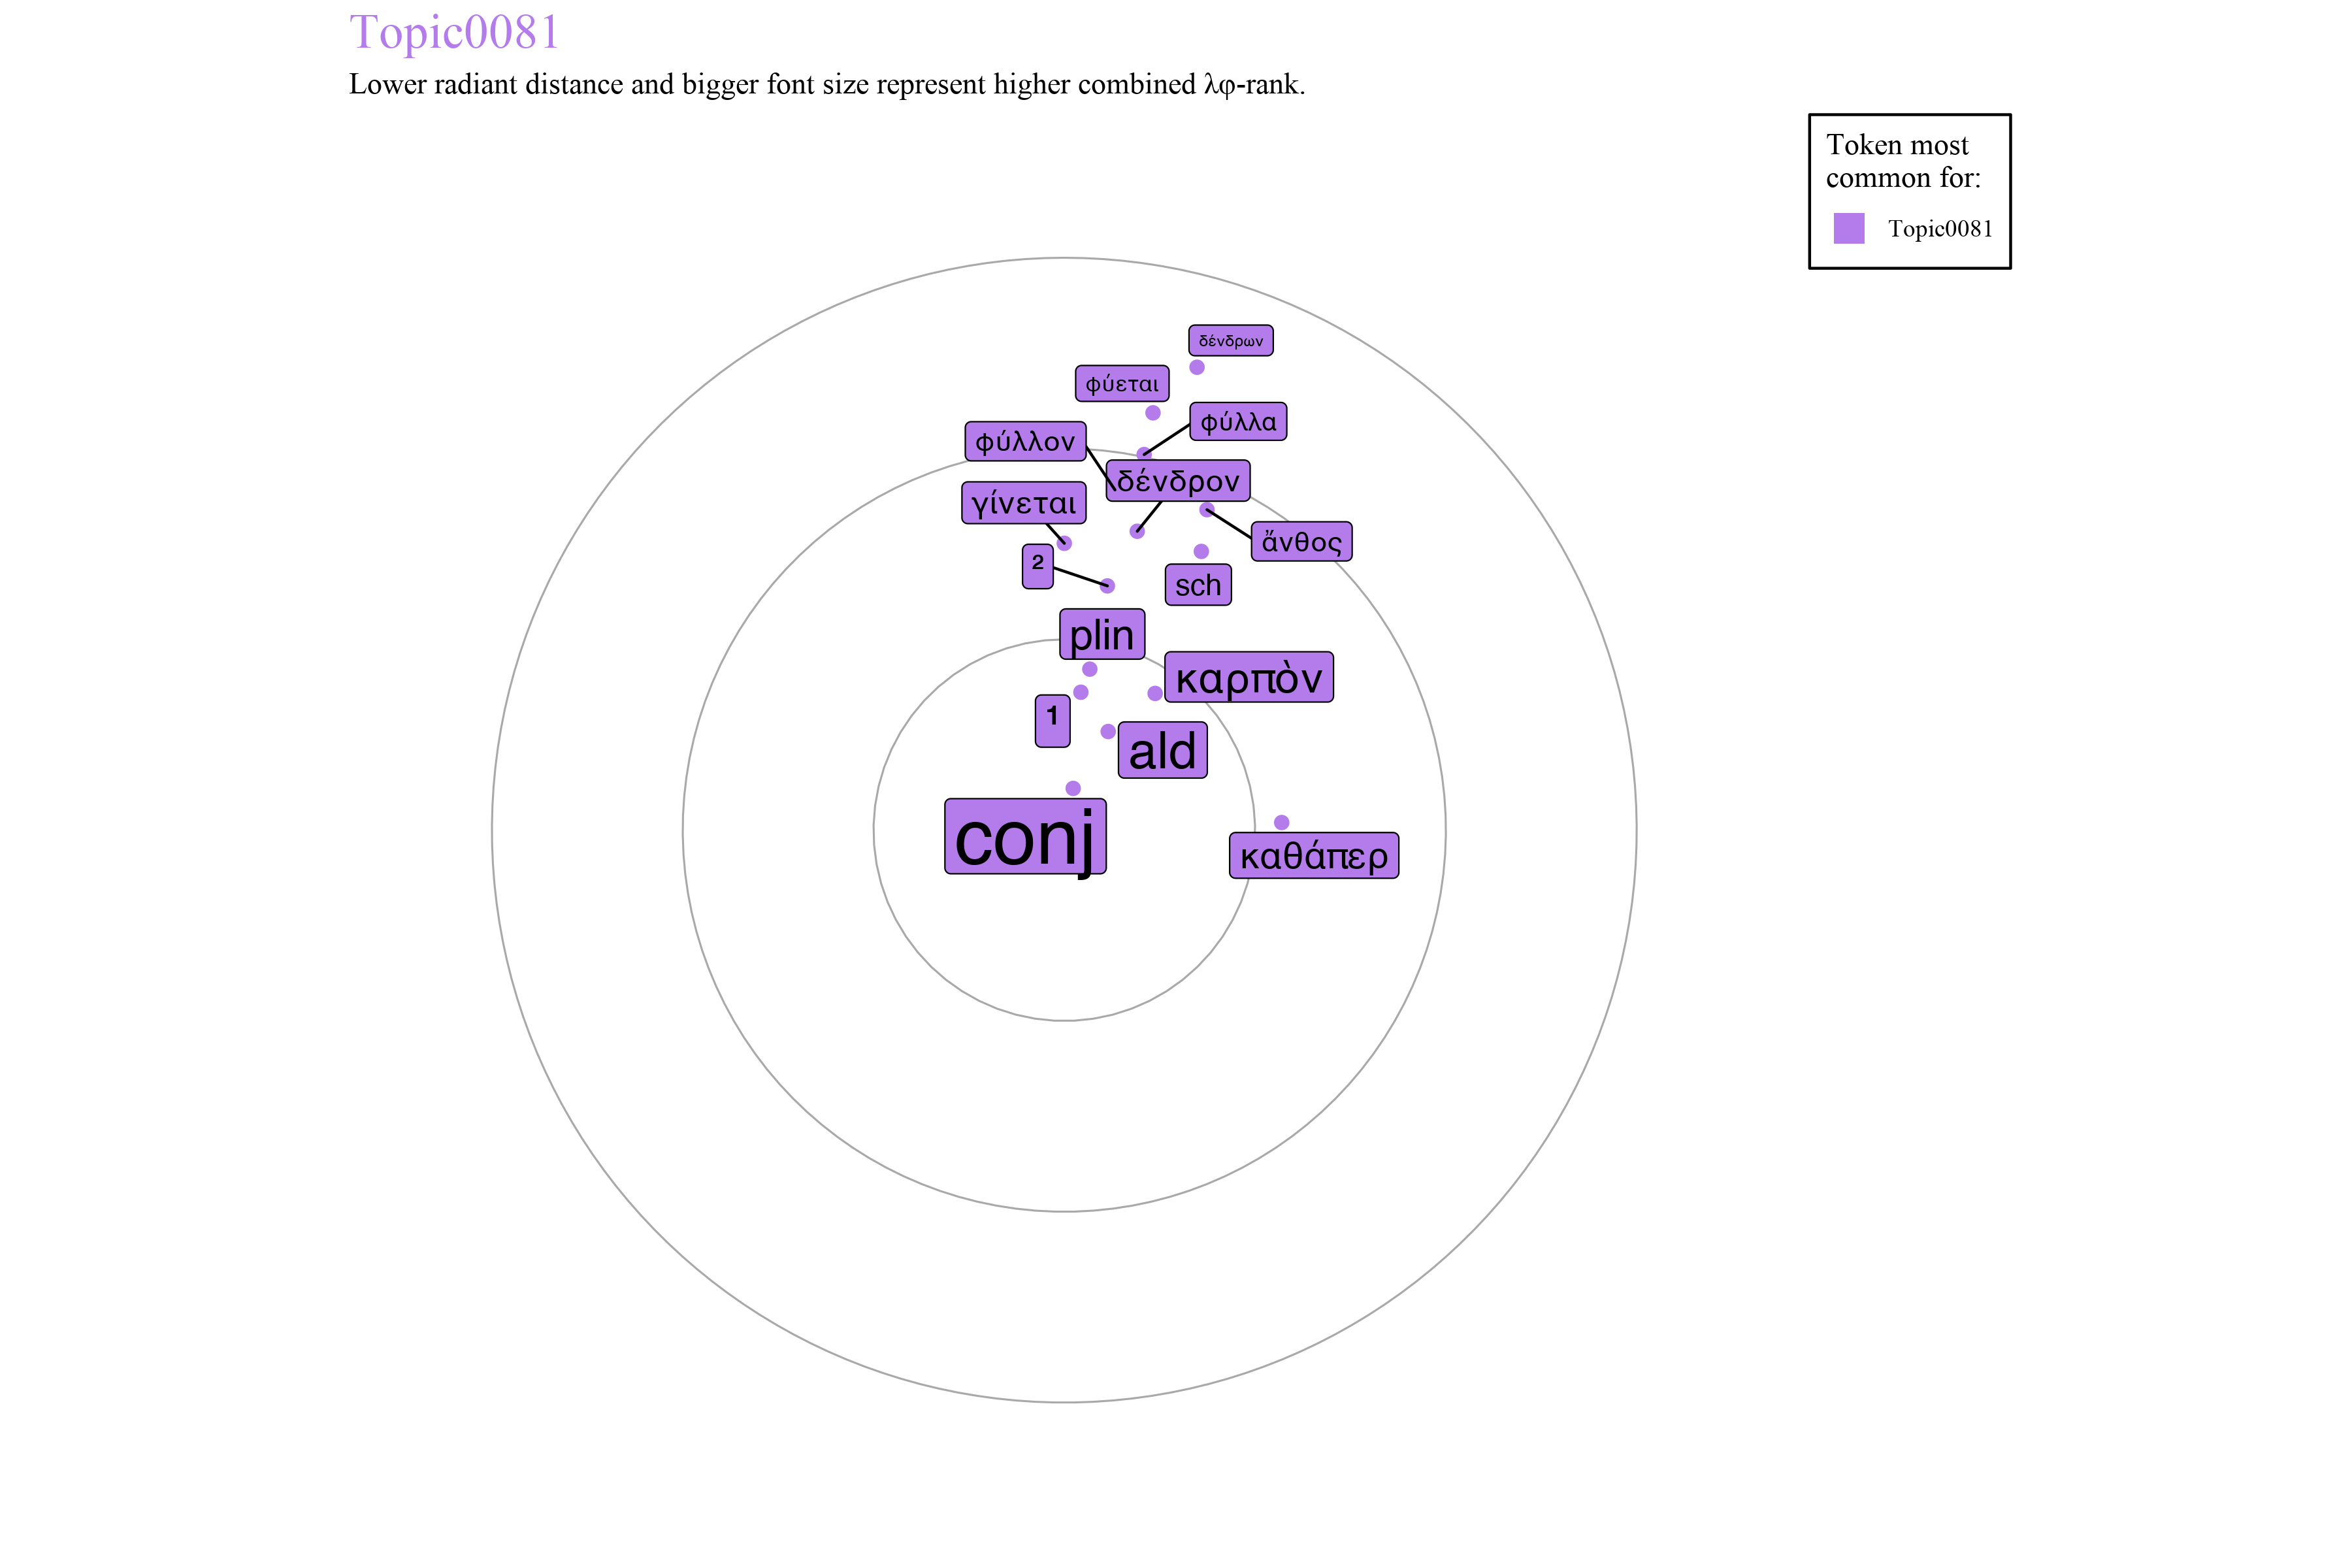 Topic0081
Lower radiant distance and bigger font size represent higher combined λφ-rank.
Token most
common for:
Topic0081
δένδρων
φύεται
φύλλα
φύλλον
δένδρον
γίνεται
ἄνθος
²
sch
plin
καρπὸν
¹
ald
conj
καθάπερ